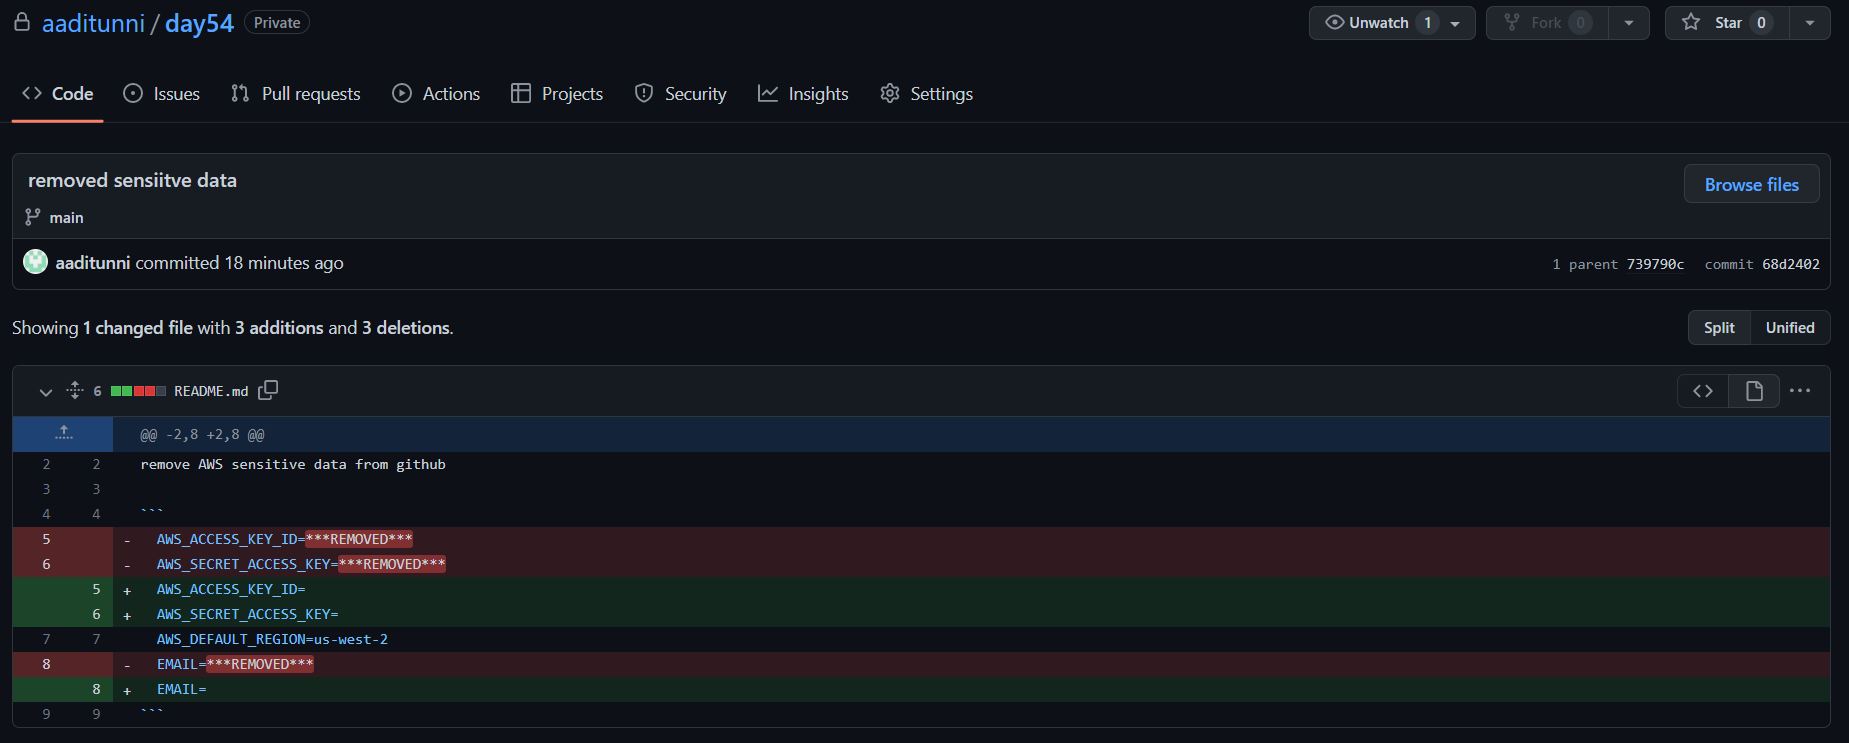 aaditunni / day54 Private Unwatch 1 Fork 0 Star 0
Code Issues Pull requests Actions Projects Security Insights Settings
removed sensiitve data
Browse files
main
aaditunni committed 18 minutes ago 1 parent 739790c commit 68d2402
Showing 1 changed file with 3 additions and 3 deletions. Split Unified
6 README.md
@@ -2,8 +2,8 @@
2 2 remove AWS sensitive data from github
3 3
4 4 ```
5 - AWS_ACCESS_KEY_ID=***REMOVED***
6 - AWS_SECRET_ACCESS_KEY=***REMOVED***
5 + AWS_ACCESS_KEY_ID=
6 + AWS_SECRET_ACCESS_KEY=
7 7 AWS_DEFAULT_REGION=us-west-2
8 - EMAIL=***REMOVED***
8 + EMAIL=
9 9 ```